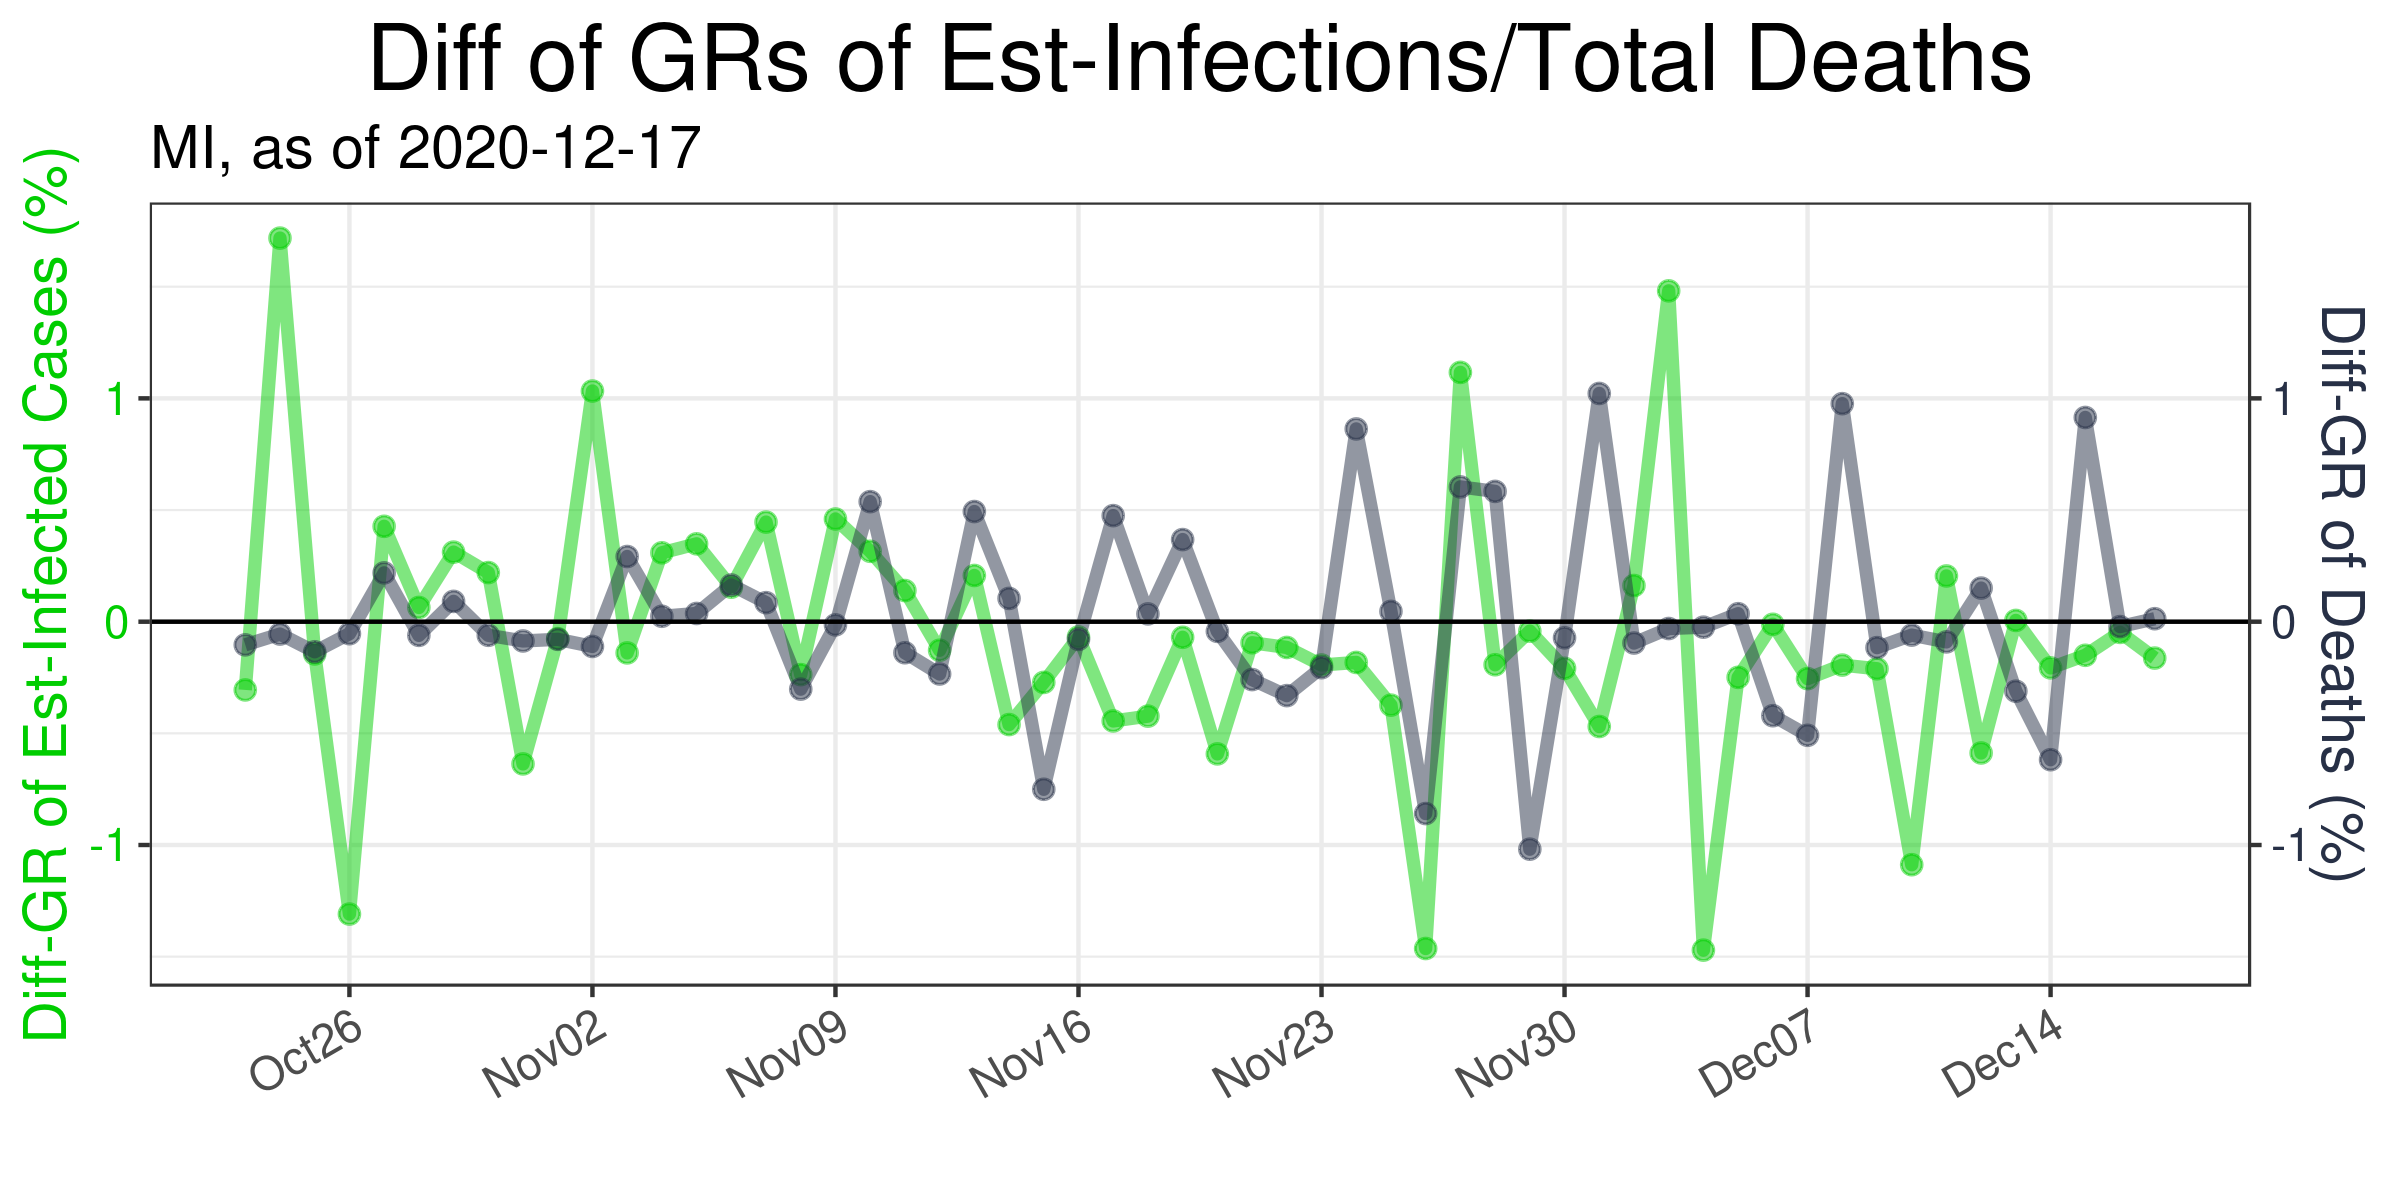 Diff of GRs of Est-Infections/Total Deaths
MI, as of 2020-12-17
Diff-GR of Est-Infected Cases (%)
1
0
-1
1
0
-1
Diff-GR of Deaths (%)
Oct26
Nov02
Nov09
Nov16
Nov23
Nov30
Dec07
Dec14